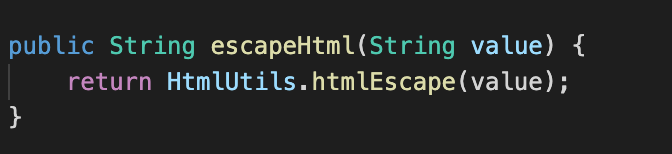 public String escapeHtml(String value) {
    return HtmlUtils.htmlEscape(value);
}